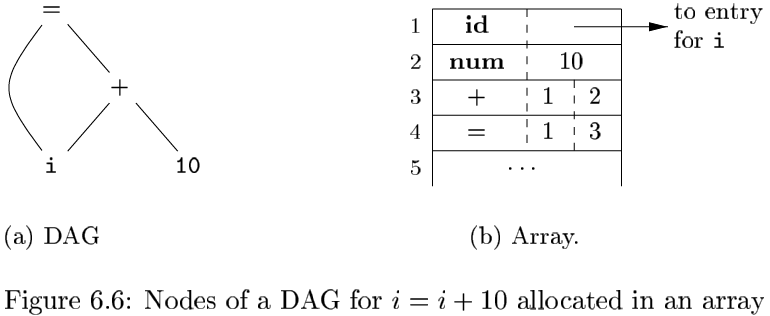 =
+
i 10
(a) DAG
1 id to entry for i
2 num 10
3 + 1 2
4 = 1 3
5 ...
(b) Array.
Figure 6.6: Nodes of a DAG for i = i + 10 allocated in an array